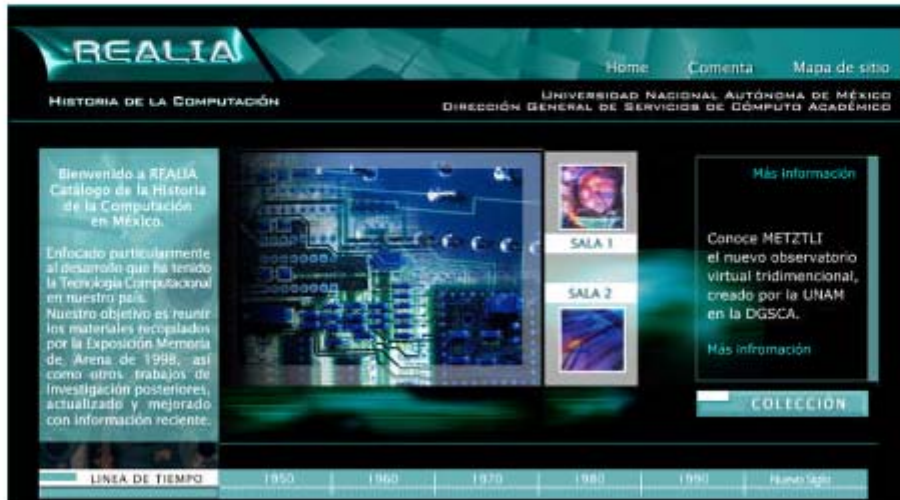 REALIA
Home Comenta Mapa de sitio
HISTORIA DE LA COMPUTACIÓN
UNIVERSIDAD NACIONAL AUTÓNOMA DE MÉXICO
DIRECCIÓN GENERAL DE SERVICIOS DE CÓMPUTO ACADÉMICO
Bienvenido a REALIA
Catálogo de la Historia
de la Computación
en México.
Enfocado particularmente
al desarrollo que ha tenido
la Tecnología Computacional
en nuestro país.
Nuestro objetivo es reunir
los materiales recopilados
por la Exposición Memoria
de Arena de 1998, así
como otros trabajos de
investigación posteriores,
actualizado y mejorado
con información reciente.
SALA 1
SALA 2
Más información
Conoce METZTLI
el nuevo observatorio
virtual tridimencional,
creado por la UNAM
en la DGSCA.
Más infromación
COLECCION
LINEA DE TIEMPO 1950 1960 1970 1980 1990 Nuevo Siglo